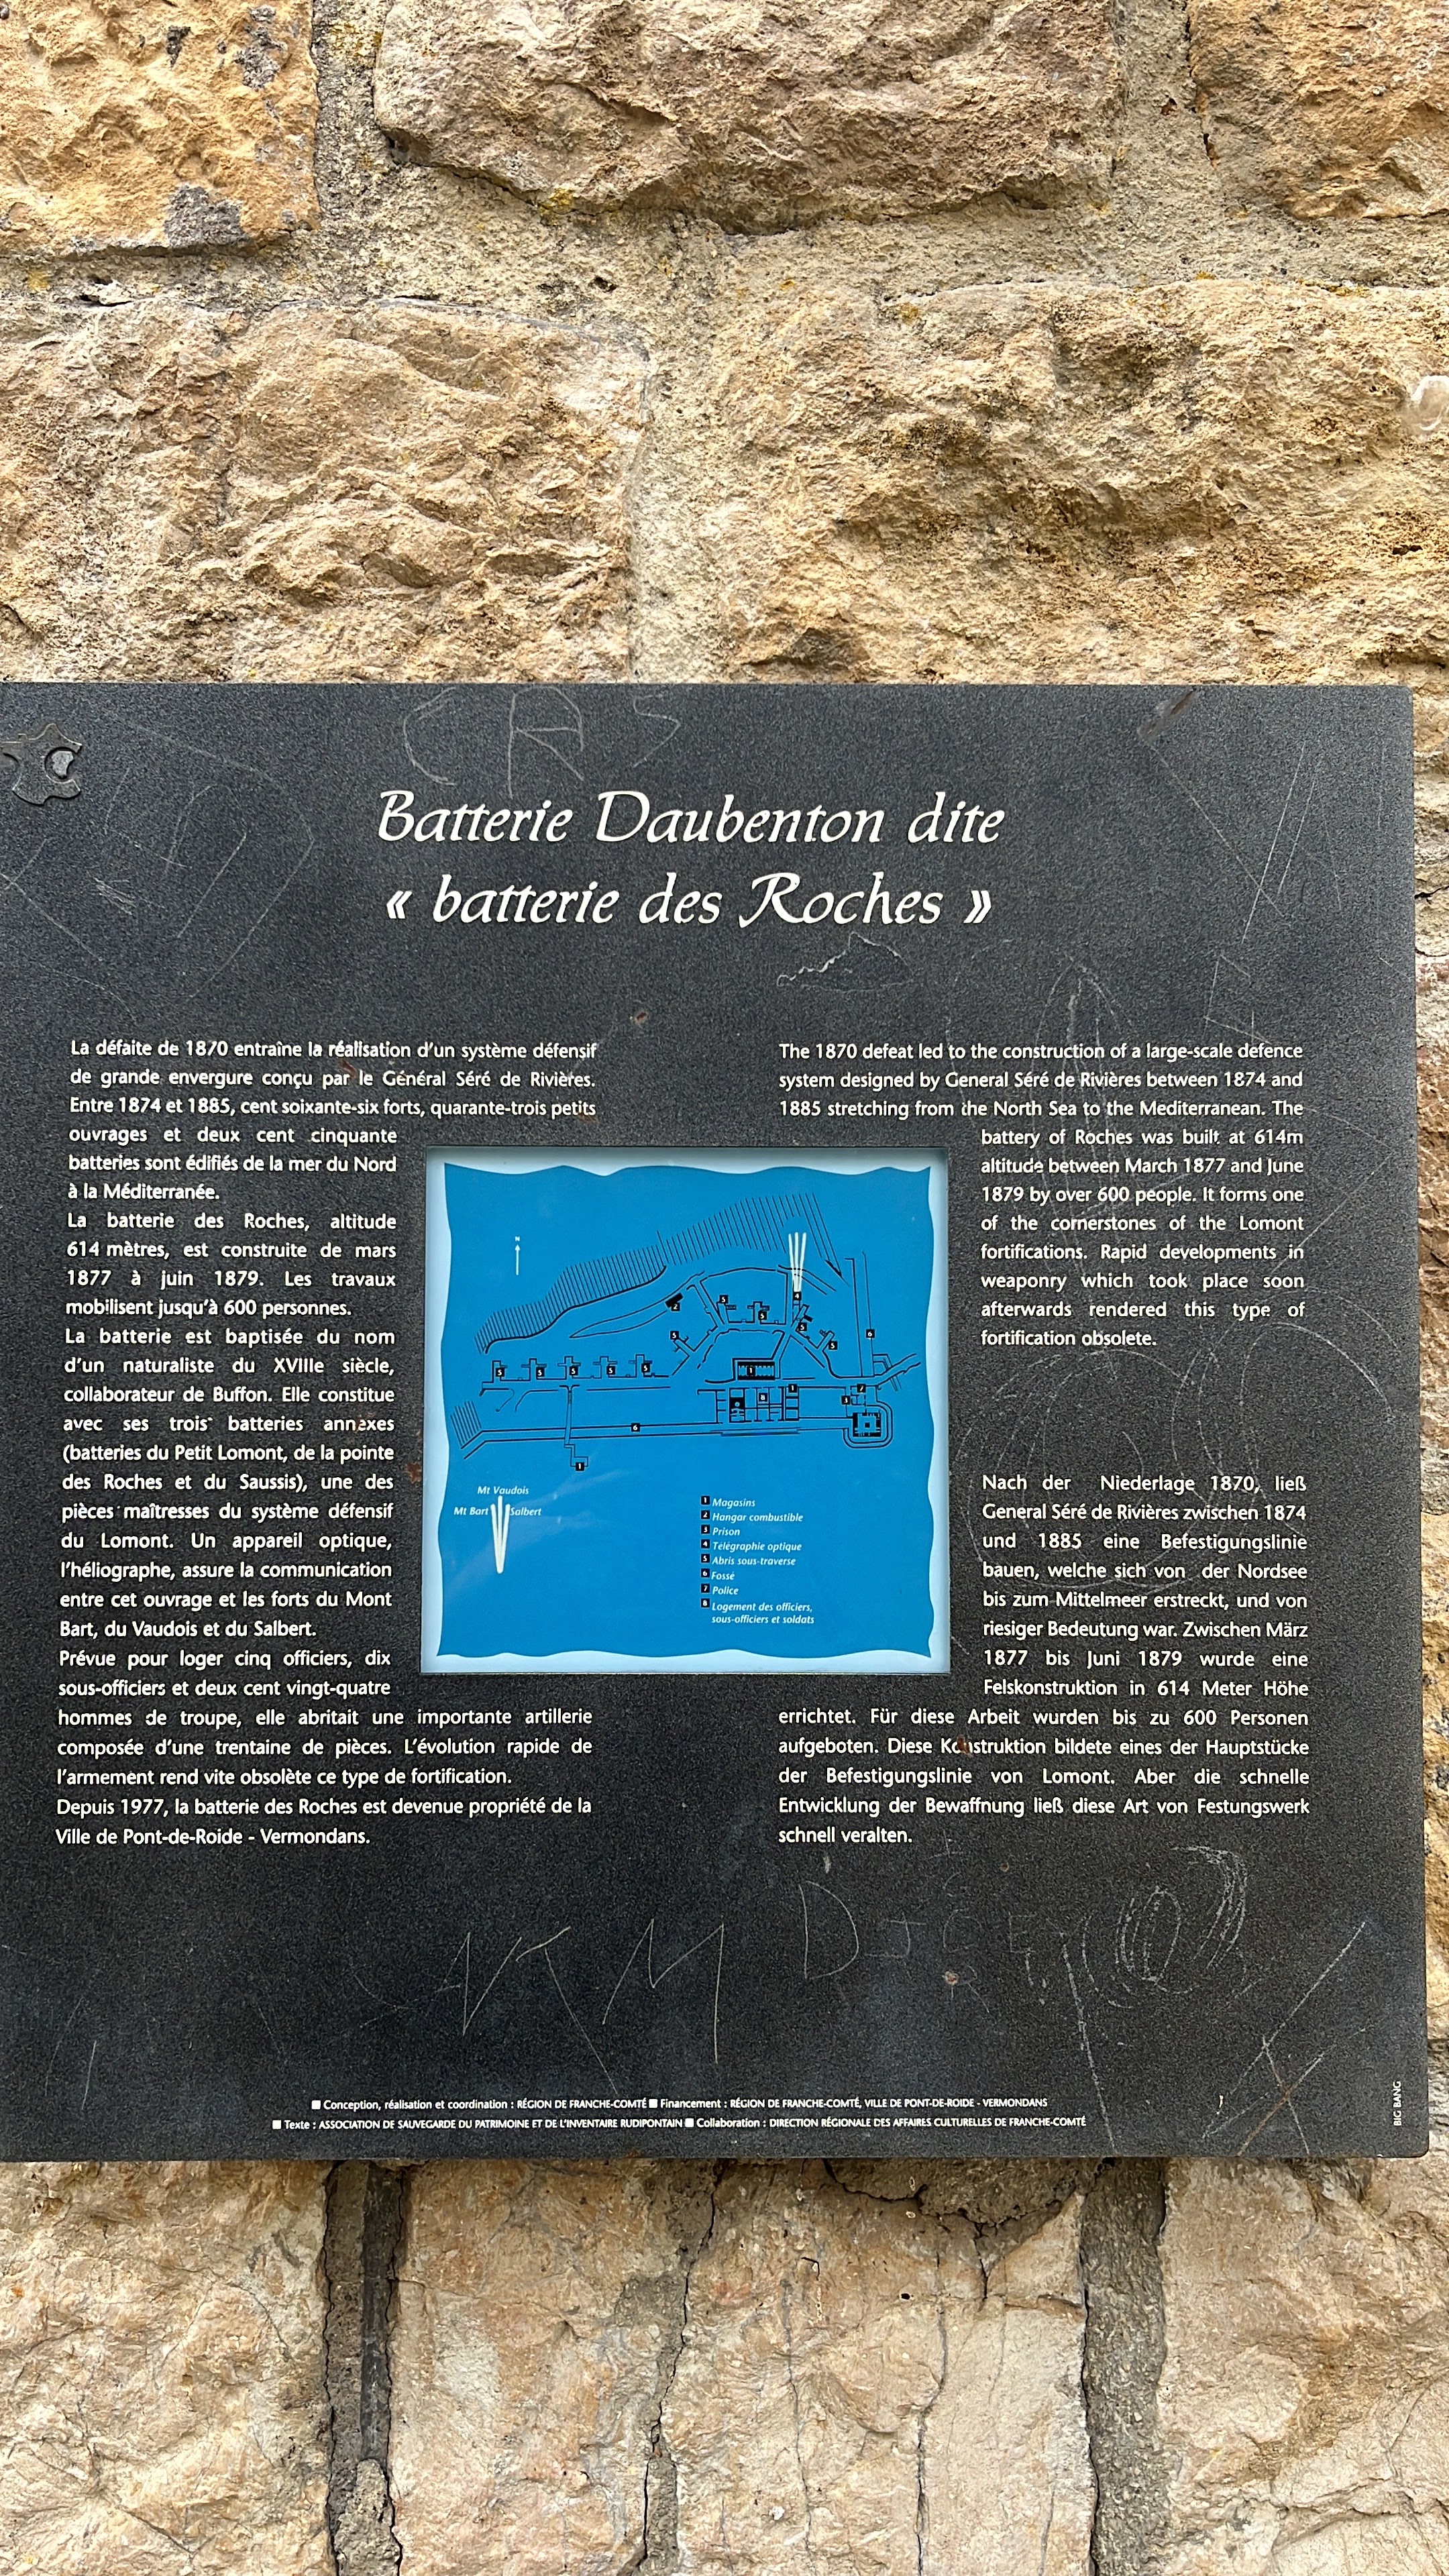 Batterie Daubenton dite
« batterie des Roches »
La défaite de 1870 entraîne la réalisation d'un système défensif
de grande envergure conçu par le Général Séré de Rivières.
Entre 1874 et 1885, cent soixante-six forts, quarante-trois petits
ouvrages et deux cent cinquante
batteries sont édifiés de la mer du Nord
à la Méditerranée.
La batterie des Roches, altitude
614 mètres, est construite de mars
1877 à juin 1879. Les travaux
mobilisent jusqu'à 600 personnes.
La batterie est baptisée du nom
d'un naturaliste du XVIIIe siècle,
collaborateur de Buffon. Elle constitue
avec ses trois batteries annexes
(batteries du Petit Lomont, de la pointe
des Roches et du Saussis), une des
pièces maîtresses du système défensif
du Lomont. Un appareil optique,
l'héliographe, assure la communication
entre cet ouvrage et les forts du Mont
Bart, du Vaudois et du Salbert.
Prévue pour loger cinq officiers, dix
sous-officiers et deux cent vingt-quatre
hommes de troupe, elle abritait une importante artillerie
composée d'une trentaine de pièces. L'évolution rapide de
l'armement rend vite obsolète ce type de fortification.
Depuis 1977, la batterie des Roches est devenue propriété de la
Ville de Pont-de-Roide - Vermondans.
The 1870 defeat led to the construction of a large-scale defence
system designed by General Séré de Rivières between 1874 and
1885 stretching from the North Sea to the Mediterranean. The
battery of Roches was built at 614m
altitude between March 1877 and June
1879 by over 600 people. It forms one
of the cornerstones of the Lomont
fortifications. Rapid developments in
weaponry which took place soon
afterwards rendered this type of
fortification obsolete.
Nach der Niederlage 1870, ließ
General Séré de Rivières zwischen 1874
und 1885 eine Befestigungslinie
bauen, welche sich von der Nordsee
bis zum Mittelmeer erstreckt, und von
riesiger Bedeutung war. Zwischen März
1877 bis Juni 1879 wurde eine
Felskonstruktion in 614 Meter Höhe
errichtet. Für diese Arbeit wurden bis zu 600 Personen
aufgeboten. Diese Konstruktion bildete eines der Hauptstücke
der Befestigungslinie von Lomont. Aber die schnelle
Entwicklung der Bewaffnung ließ diese Art von Festungswerk
schnell veralten.
N
Mt Vaudois
Mt Bart Salbert
1 Magasins
2 Hangar combustible
3 Prison
4 Télégraphie optique
5 Abris sous-traverse
6 Fossé
7 Police
8 Logement des officiers,
sous-officiers et soldats
■ Conception, réalisation et coordination : RÉGION DE FRANCHE-COMTÉ ■ Financement : RÉGION DE FRANCHE-COMTÉ, VILLE DE PONT-DE-ROIDE - VERMONDANS
■ Texte : ASSOCIATION DE SAUVEGARDE DU PATRIMOINE ET DE L'INVENTAIRE RUDIPONTAIN ■ Collaboration : DIRECTION RÉGIONALE DES AFFAIRES CULTURELLES DE FRANCHE-COMTÉ
BIG BANG